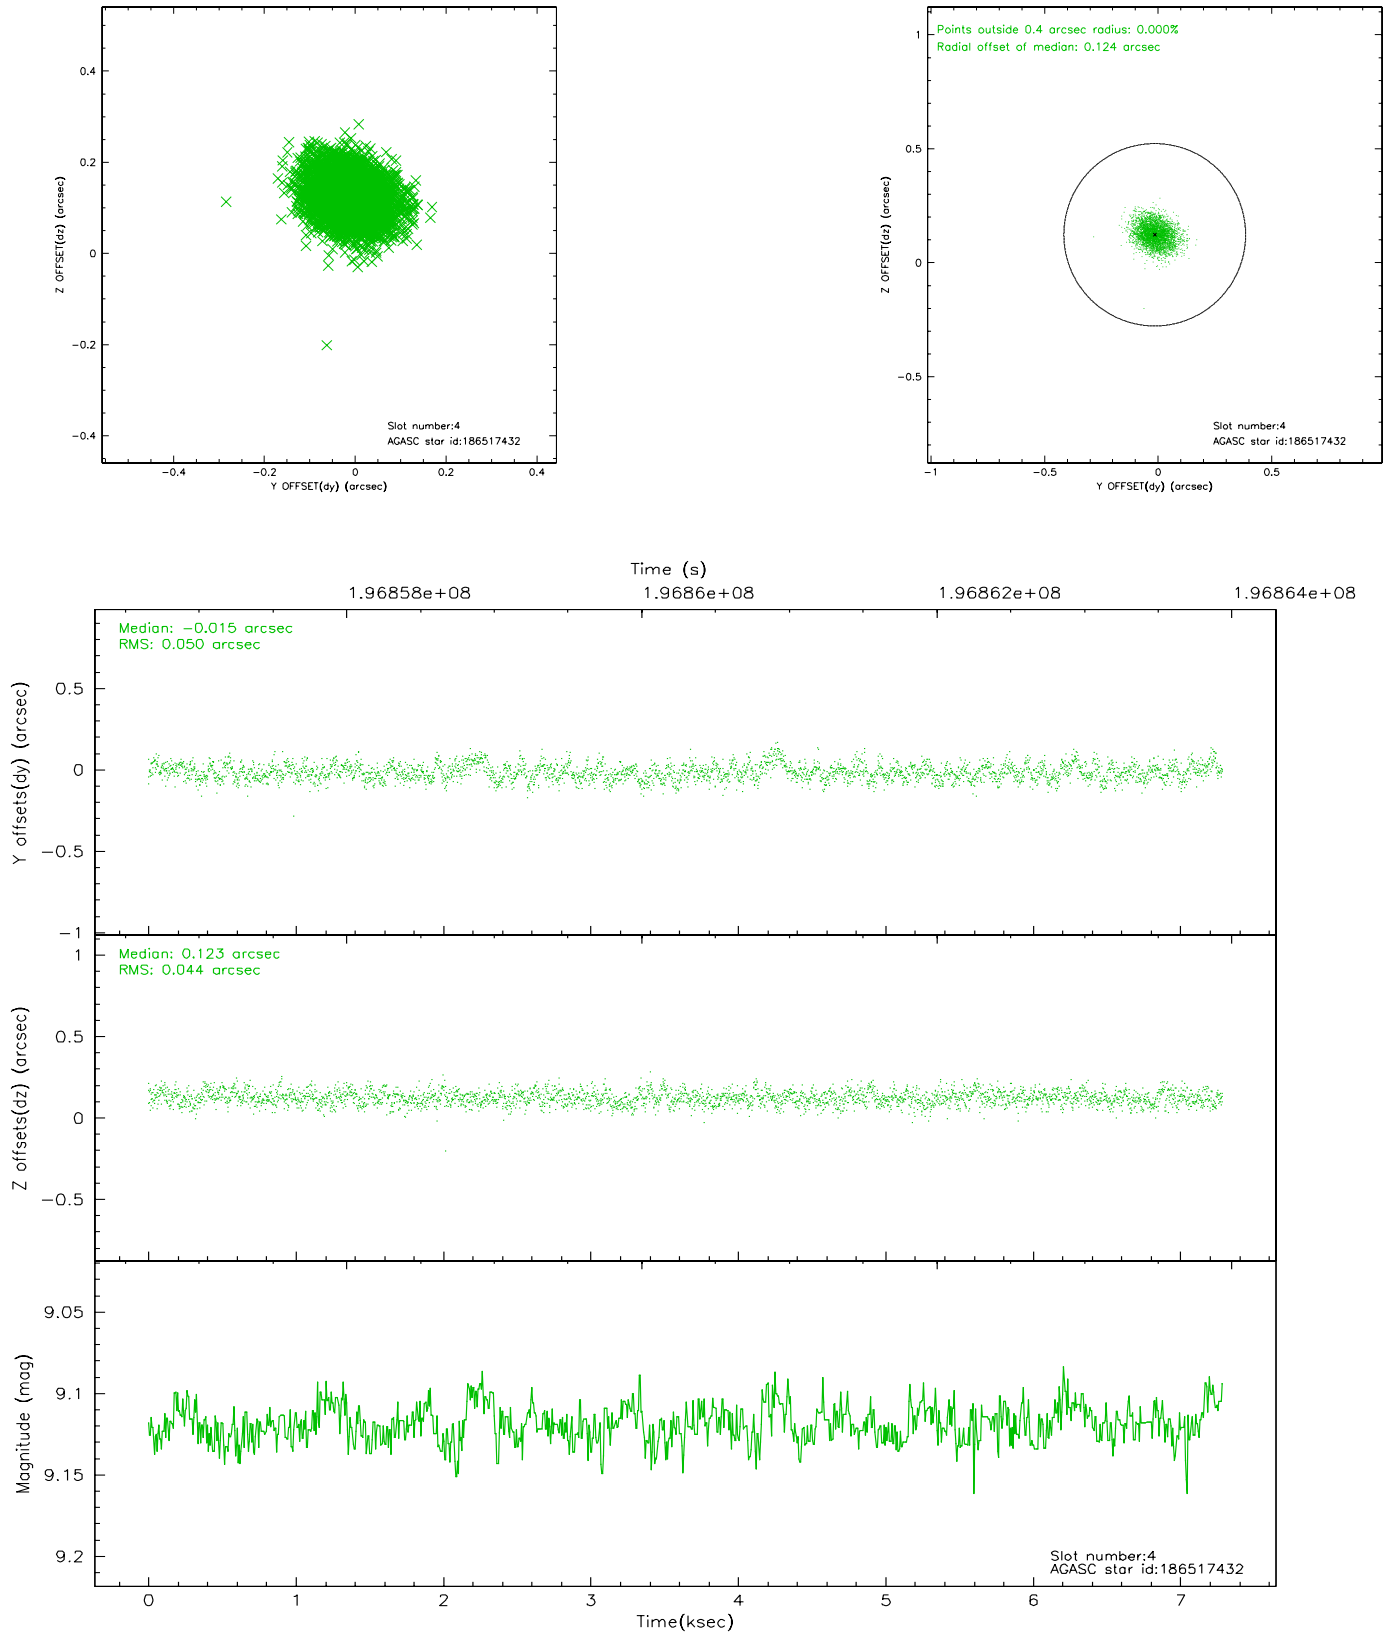 0.4
0.2
0
−0.2
−0.4
Z OFFSET(dz) (arcsec)
−0.4 −0.2 0 0.2 0.4
Y OFFSET(dy) (arcsec)
Slot number:4
AGASC star id:186517432
Points outside 0.4 arcsec radius: 0.000%
Radial offset of median: 0.124 arcsec
1
0.5
0
−0.5
Z OFFSET(dz) (arcsec)
−1 −0.5 0 0.5
Y OFFSET(dy) (arcsec)
Slot number:4
AGASC star id:186517432
Time (s)
1.96858e+08 1.9686e+08 1.96862e+08 1.96864e+08
Median: −0.015 arcsec
RMS: 0.050 arcsec
0.5
0
−0.5
−1
Y offsets(dy) (arcsec)
Median: 0.123 arcsec
RMS: 0.044 arcsec
1
0.5
0
−0.5
Z offsets(dz) (arcsec)
9.05
9.1
9.15
9.2
Magnitude (mag)
Slot number:4
AGASC star id:186517432
0 1 2 3 4 5 6 7
Time(ksec)